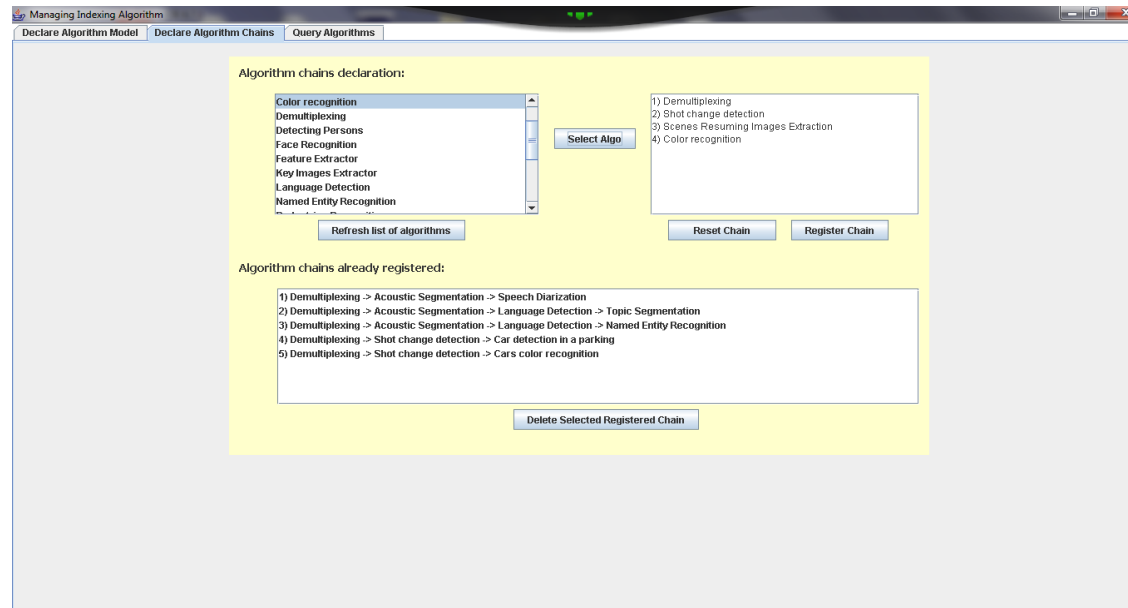 Managing Indexing Algorithm
Declare Algorithm Model Declare Algorithm Chains Query Algorithms
Algorithm chains declaration:
Color recognition
Demultiplexing
Detecting Persons
Face Recognition
Feature Extractor
Key Images Extractor
Language Detection
Named Entity Recognition
Select Algo
1) Demultiplexing
2) Shot change detection
3) Scenes Resuming Images Extraction
4) Color recognition
Refresh list of algorithms
Reset Chain Register Chain
Algorithm chains already registered:
1) Demultiplexing -> Acoustic Segmentation -> Speech Diarization
2) Demultiplexing -> Acoustic Segmentation -> Language Detection -> Topic Segmentation
3) Demultiplexing -> Acoustic Segmentation -> Language Detection -> Named Entity Recognition
4) Demultiplexing -> Shot change detection -> Car detection in a parking
5) Demultiplexing -> Shot change detection -> Cars color recognition
Delete Selected Registered Chain